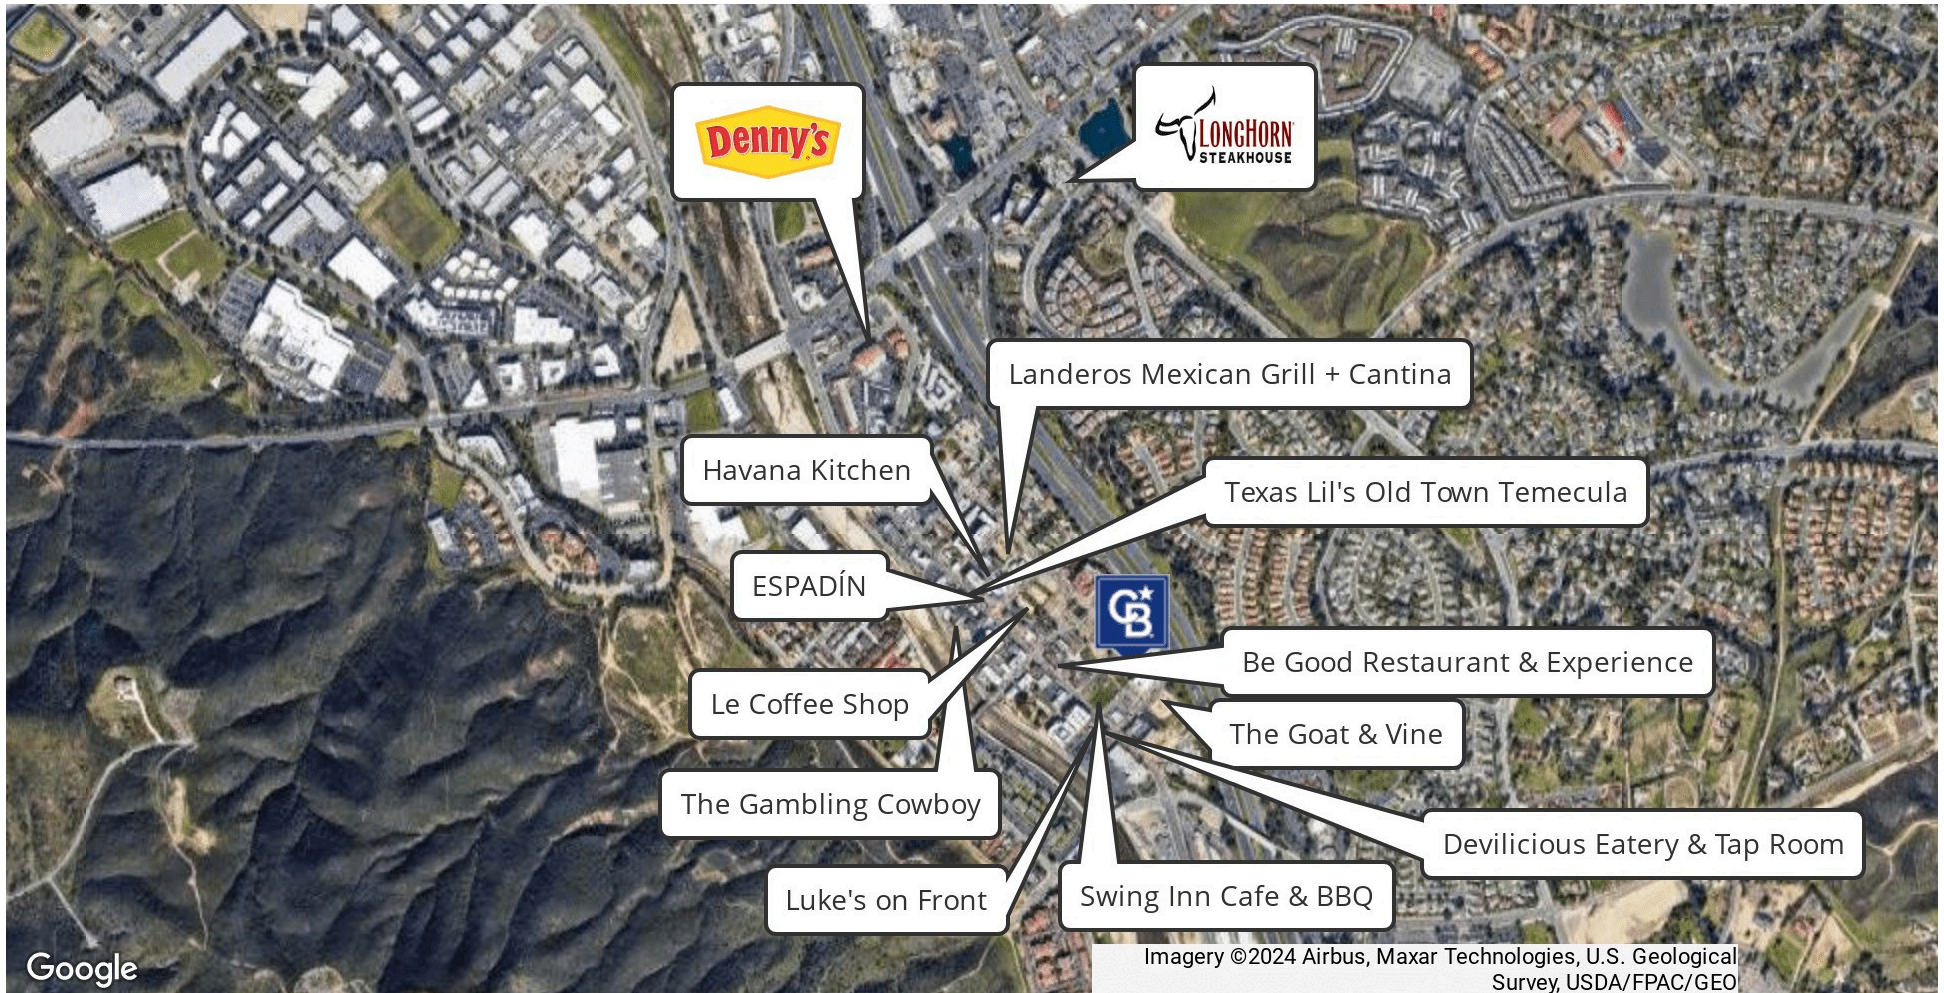 Denny's
LONGHORN
STEAKHOUSE
Landeros Mexican Grill + Cantina
Havana Kitchen
Texas Lil's Old Town Temecula
ESPADÍN
CB
Be Good Restaurant & Experience
Le Coffee Shop
The Goat & Vine
The Gambling Cowboy
Devilicious Eatery & Tap Room
Luke's on Front
Swing Inn Cafe & BBQ
Google
Imagery ©2024 Airbus, Maxar Technologies, U.S. Geological
Survey, USDA/FPAC/GEO